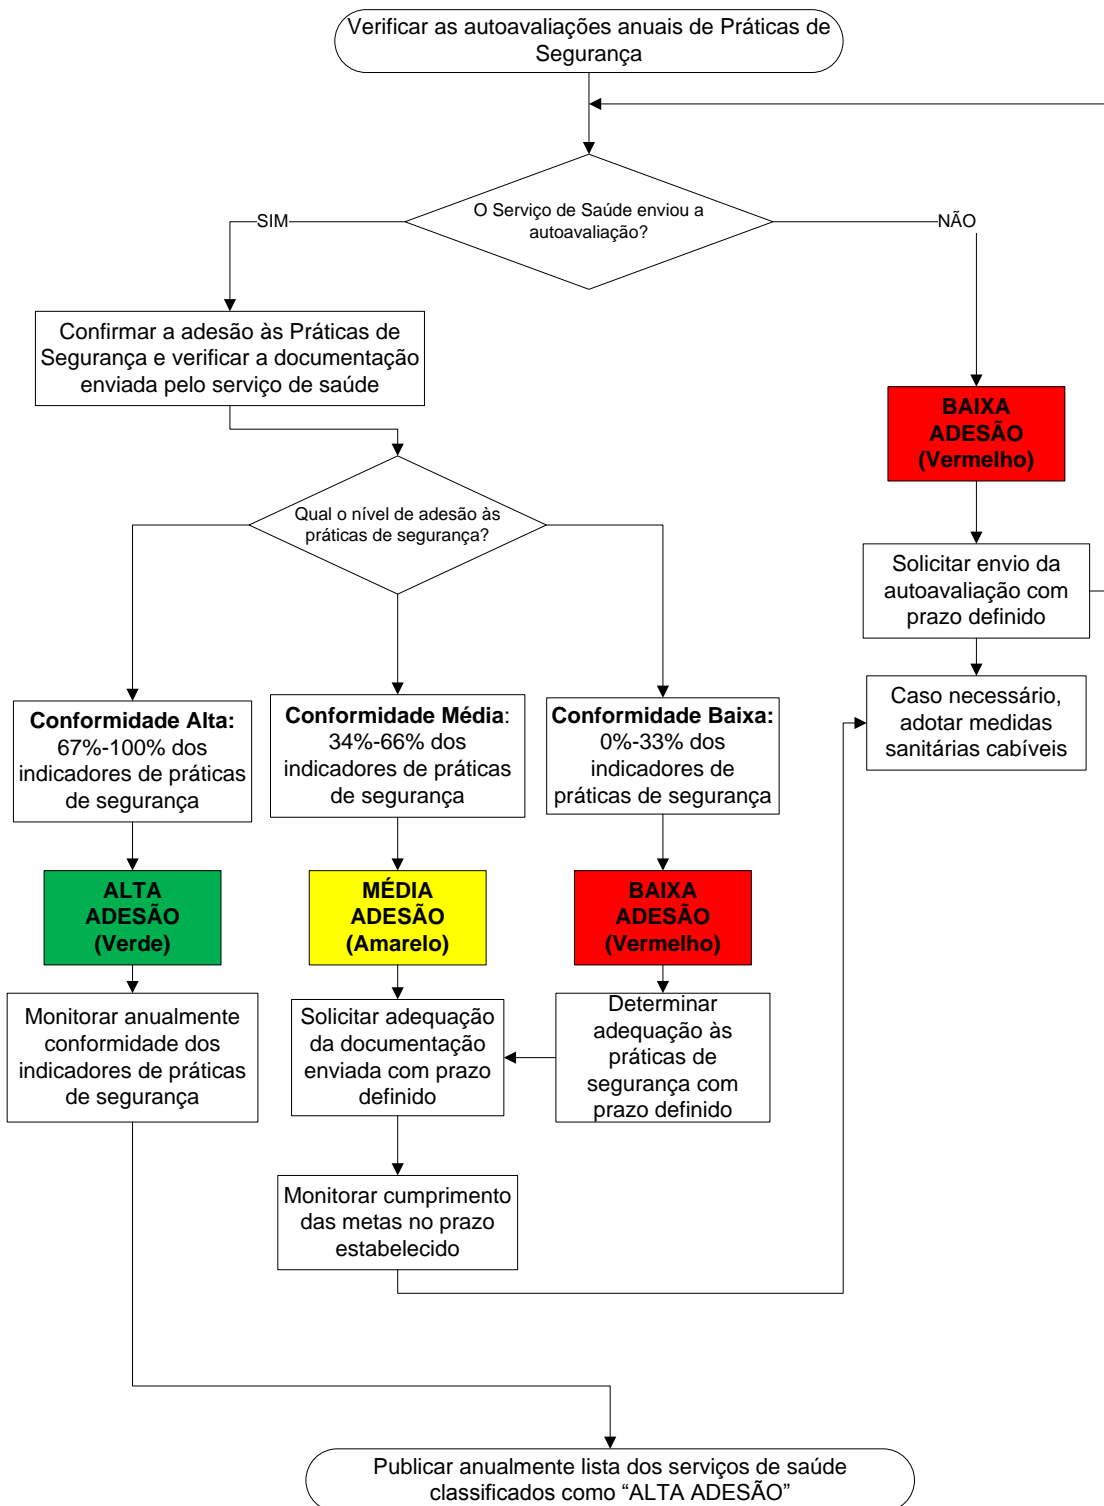 Verificar as autoavaliações anuais de Práticas de
Segurança
O Serviço de Saúde enviou a
autoavaliação?
SIM
NÃO
Confirmar a adesão às Práticas de
Segurança e verificar a documentação
enviada pelo serviço de saúde
BAIXA
ADESÃO
(Vermelho)
Qual o nível de adesão às
práticas de segurança?
Solicitar envio da
autoavaliação com
prazo definido
Caso necessário,
adotar medidas
sanitárias cabíveis
Conformidade Alta:
67%-100% dos
indicadores de práticas
de segurança
Conformidade Média:
34%-66% dos
indicadores de práticas
de segurança
Conformidade Baixa:
0%-33% dos
indicadores de
práticas de segurança
ALTA
ADESÃO
(Verde)
MÉDIA
ADESÃO
(Amarelo)
BAIXA
ADESÃO
(Vermelho)
Monitorar anualmente
conformidade dos
indicadores de práticas
de segurança
Solicitar adequação
da documentação
enviada com prazo
definido
Determinar
adequação às
práticas de
segurança com
prazo definido
Monitorar cumprimento
das metas no prazo
estabelecido
Publicar anualmente lista dos serviços de saúde
classificados como “ALTA ADESÃO”